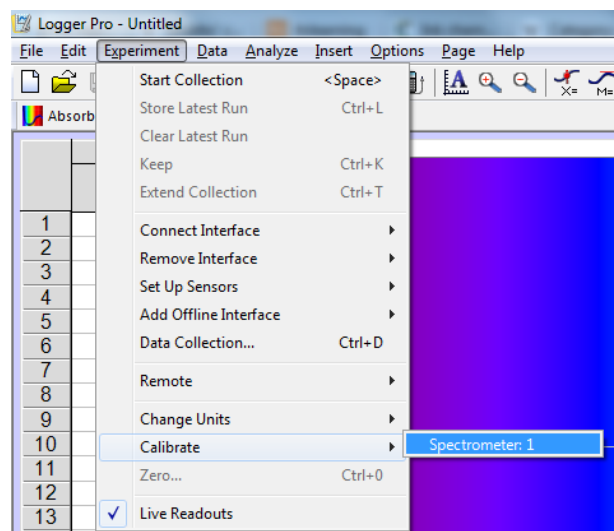 Logger Pro - Untitled
File Edit Experiment Data Analyze Insert Options Page Help
X= M=
Absorb
Start Collection <Space>
Store Latest Run Ctrl+L
Clear Latest Run
Keep Ctrl+K
Extend Collection Ctrl+T
Connect Interface
Remove Interface
Set Up Sensors
Add Offline Interface
Data Collection... Ctrl+D
Remote
Change Units
Calibrate
Spectrometer: 1
Zero... Ctrl+0
Live Readouts
1
2
3
4
5
6
7
8
9
10
11
12
13